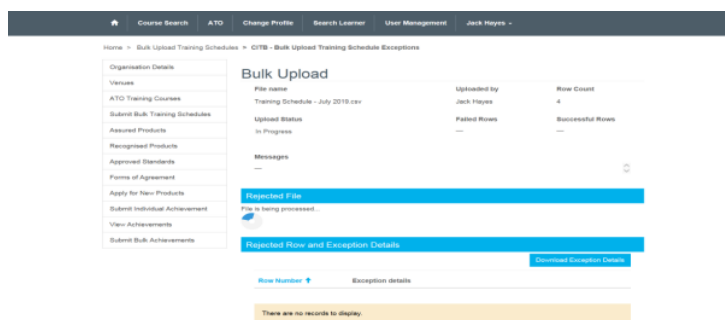 Course Search ATO Change Profile Search Learner User Management Jack Hayes
Home > Bulk Upload Training Schedules > CITB - Bulk Upload Training Schedule Exceptions
Organisation Details
Venues
ATO Training Courses
Submit Bulk Training Schedules
Assured Products
Recognised Products
Approved Standards
Forms of Agreement
Apply for New Products
Submit Individual Achievement
View Achievements
Submit Bulk Achievements
Bulk Upload
File name Uploaded by Row Count
Training Schedule - July 2019.csv Jack Hayes 4
Upload Status Failed Rows Successful Rows
In Progress — —
Messages
—
Rejected File
File is being processed...
Rejected Row and Exception Details
Download Exception Details
Row Number ↑ Exception details
There are no records to display.